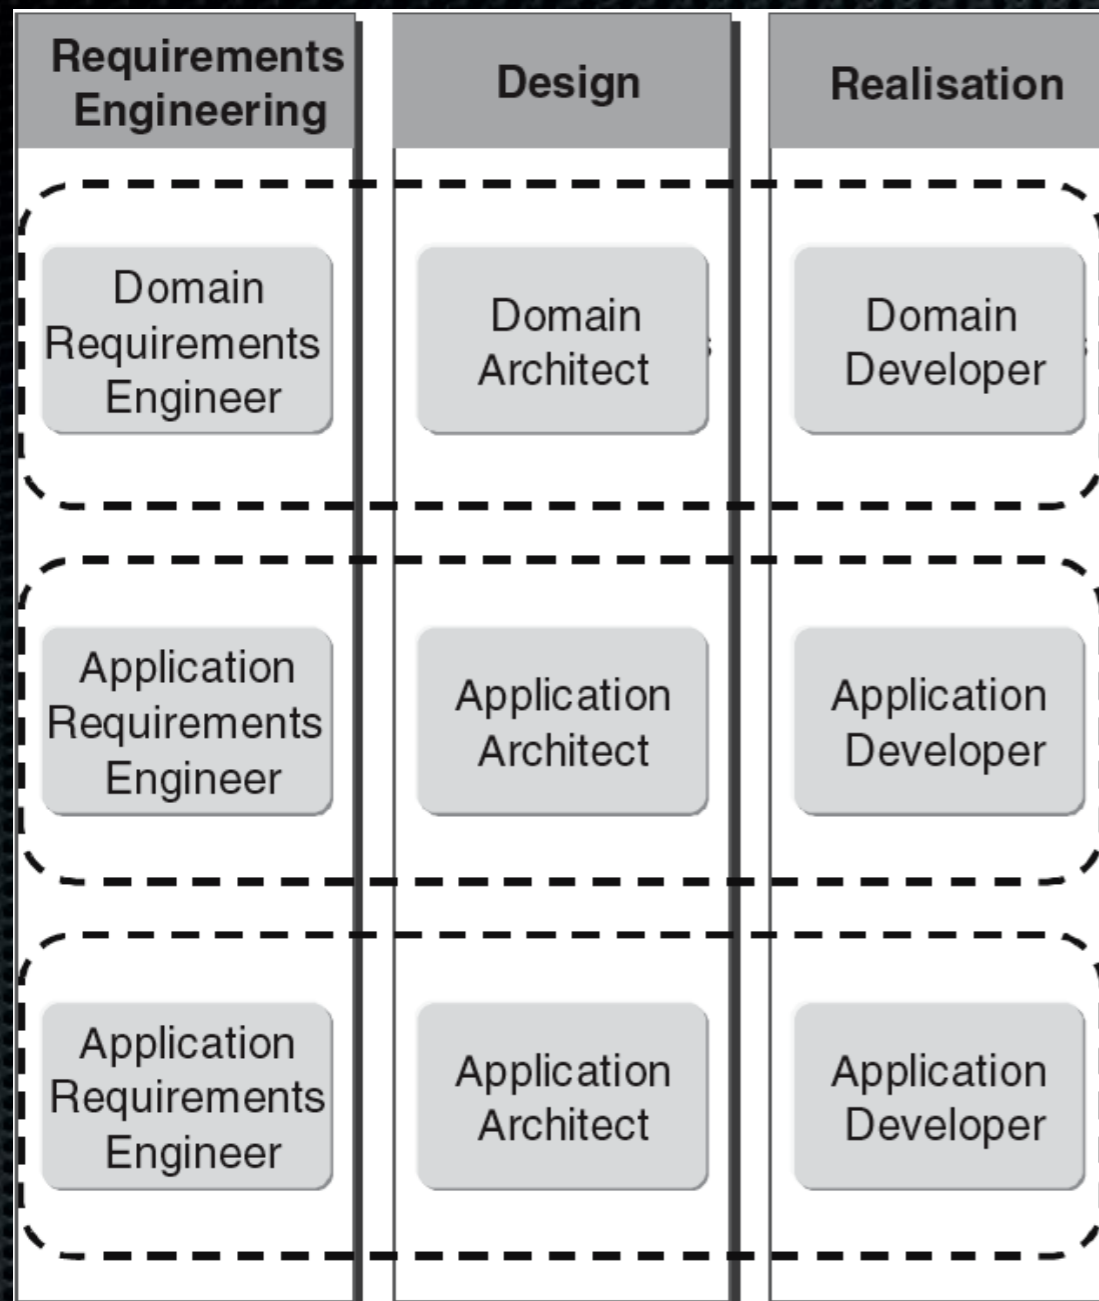 Requirements
Engineering
Design
Realisation
Domain
Requirements
Engineer
Domain
Architect
Domain
Developer
Application
Requirements
Engineer
Application
Architect
Application
Developer
Application
Requirements
Engineer
Application
Architect
Application
Developer